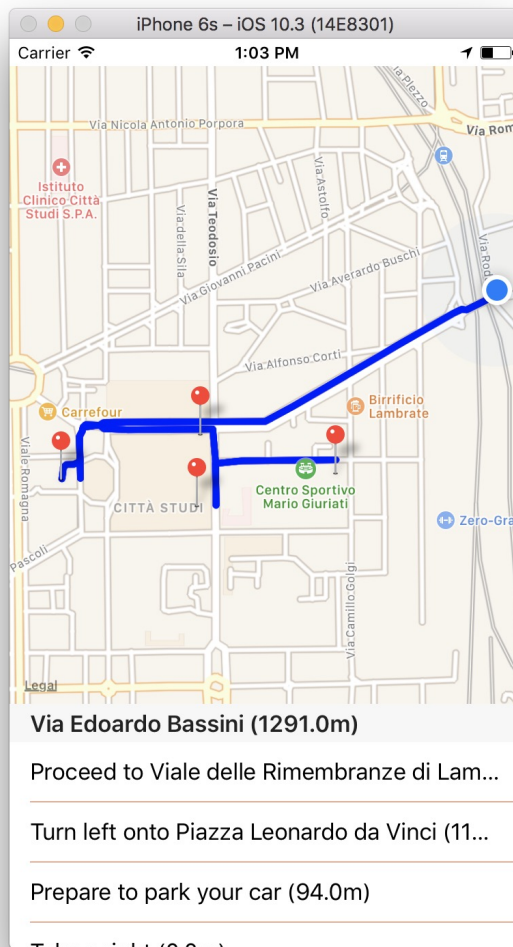 iPhone 6s – iOS 10.3 (14E8301)
Carrier
1:03 PM
Via Nicola Antonio Porpora
Via Rom
Istituto
Clinico Città
Studi S.P.A.
Via della Sila
Via Teodosio
Via Astolfo
Via Giovanni Pacini
Via Averardo Buschi
Via Alfonso Corti
Carrefour
Birrificio
Lambrate
Viale Romagna
CITTÀ STUDI
Centro Sportivo
Mario Giuriati
Zero-Gra
Pascoli
Via Camillo Golgi
Legal
Via Edoardo Bassini (1291.0m)
Proceed to Viale delle Rimembranze di Lam...
Turn left onto Piazza Leonardo da Vinci (11...
Prepare to park your car (94.0m)